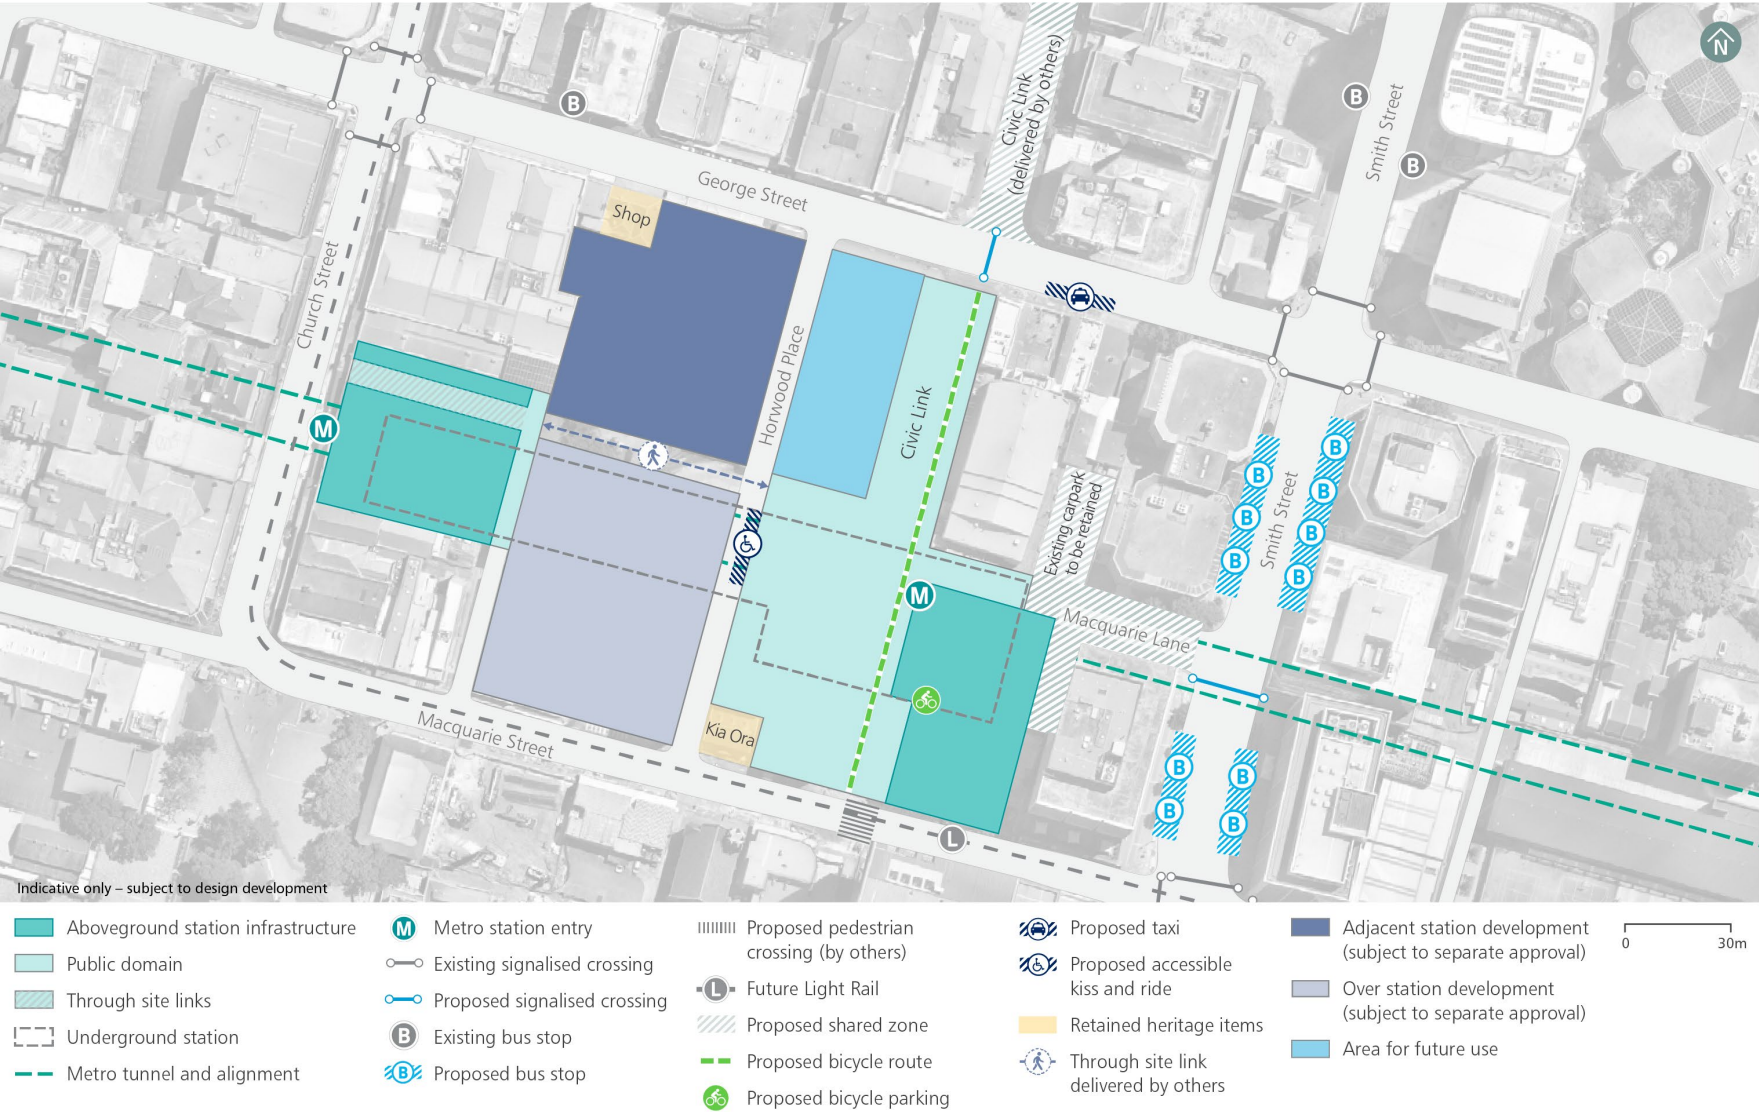 N
Civic Link
(delivered by others)
B
B
Smith Street
B
George Street
Shop
Church Street
Horwood Place
Civic Link
M
Existing carpark
to be retained
B
B
B
B
B
B
B
Smith Street
M
Macquarie Lane
Macquarie Street
Kia Ora
B
B
B
B
L
Indicative only – subject to design development
Aboveground station infrastructure
Public domain
Through site links
Underground station
Metro tunnel and alignment
M Metro station entry
Existing signalised crossing
Proposed signalised crossing
B Existing bus stop
B Proposed bus stop
Proposed pedestrian
crossing (by others)
L Future Light Rail
Proposed shared zone
Proposed bicycle route
Proposed bicycle parking
Proposed taxi
Proposed accessible
kiss and ride
Retained heritage items
Through site link
delivered by others
Adjacent station development
(subject to separate approval)
Over station development
(subject to separate approval)
Area for future use
0 30m